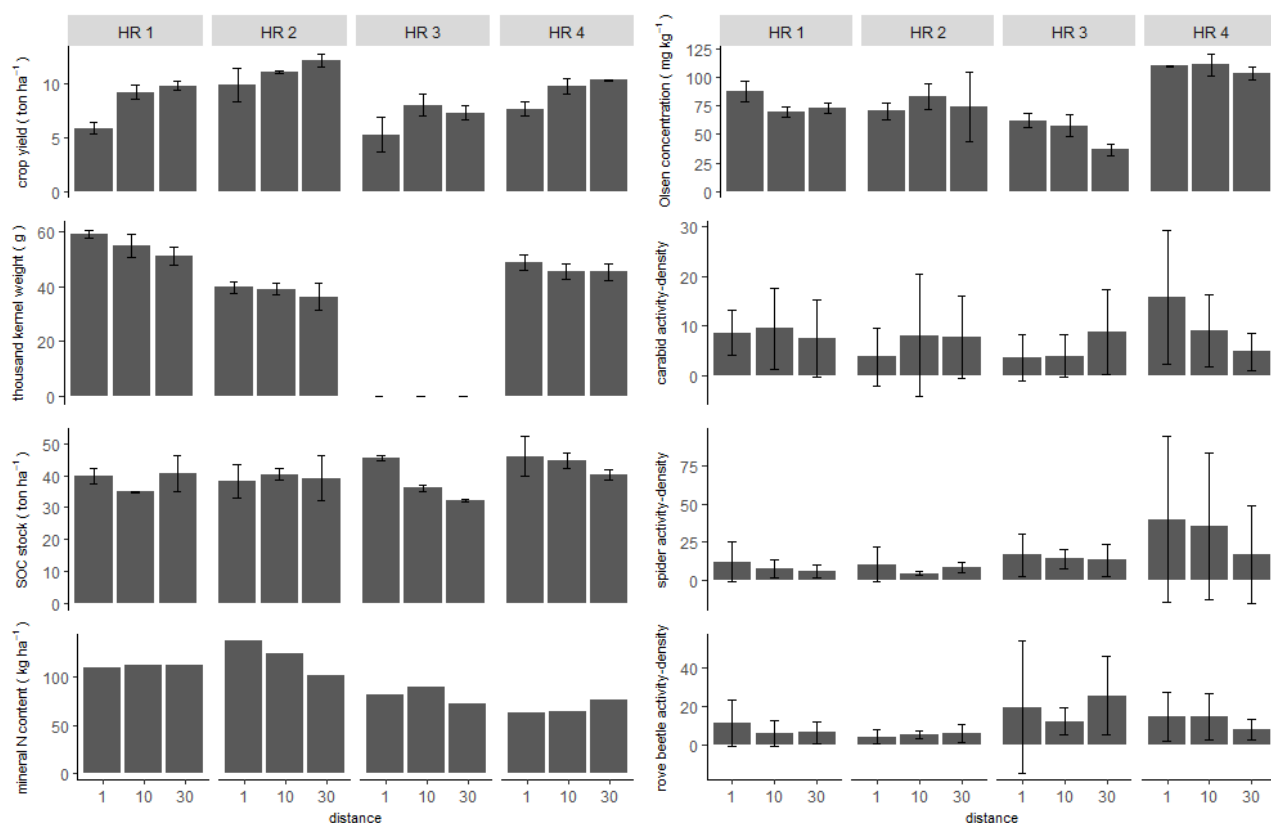 HR 1 HR 2 HR 3 HR 4
crop yield ( ton ha⁻¹ )
10
5
0
thousand kernel weight ( g )
60
40
20
0
SOC stock ( ton ha⁻¹ )
50
40
30
20
10
0
mineral N content ( kg ha⁻¹ )
100
50
0
1 10 30 1 10 30 1 10 30 1 10 30
distance
HR 1 HR 2 HR 3 HR 4
Olsen concentration ( mg kg⁻¹ )
125
100
75
50
25
0
carabid activity-density
30
20
10
0
spider activity-density
75
50
25
0
rove beetle activity-density
40
20
0
1 10 30 1 10 30 1 10 30 1 10 30
distance